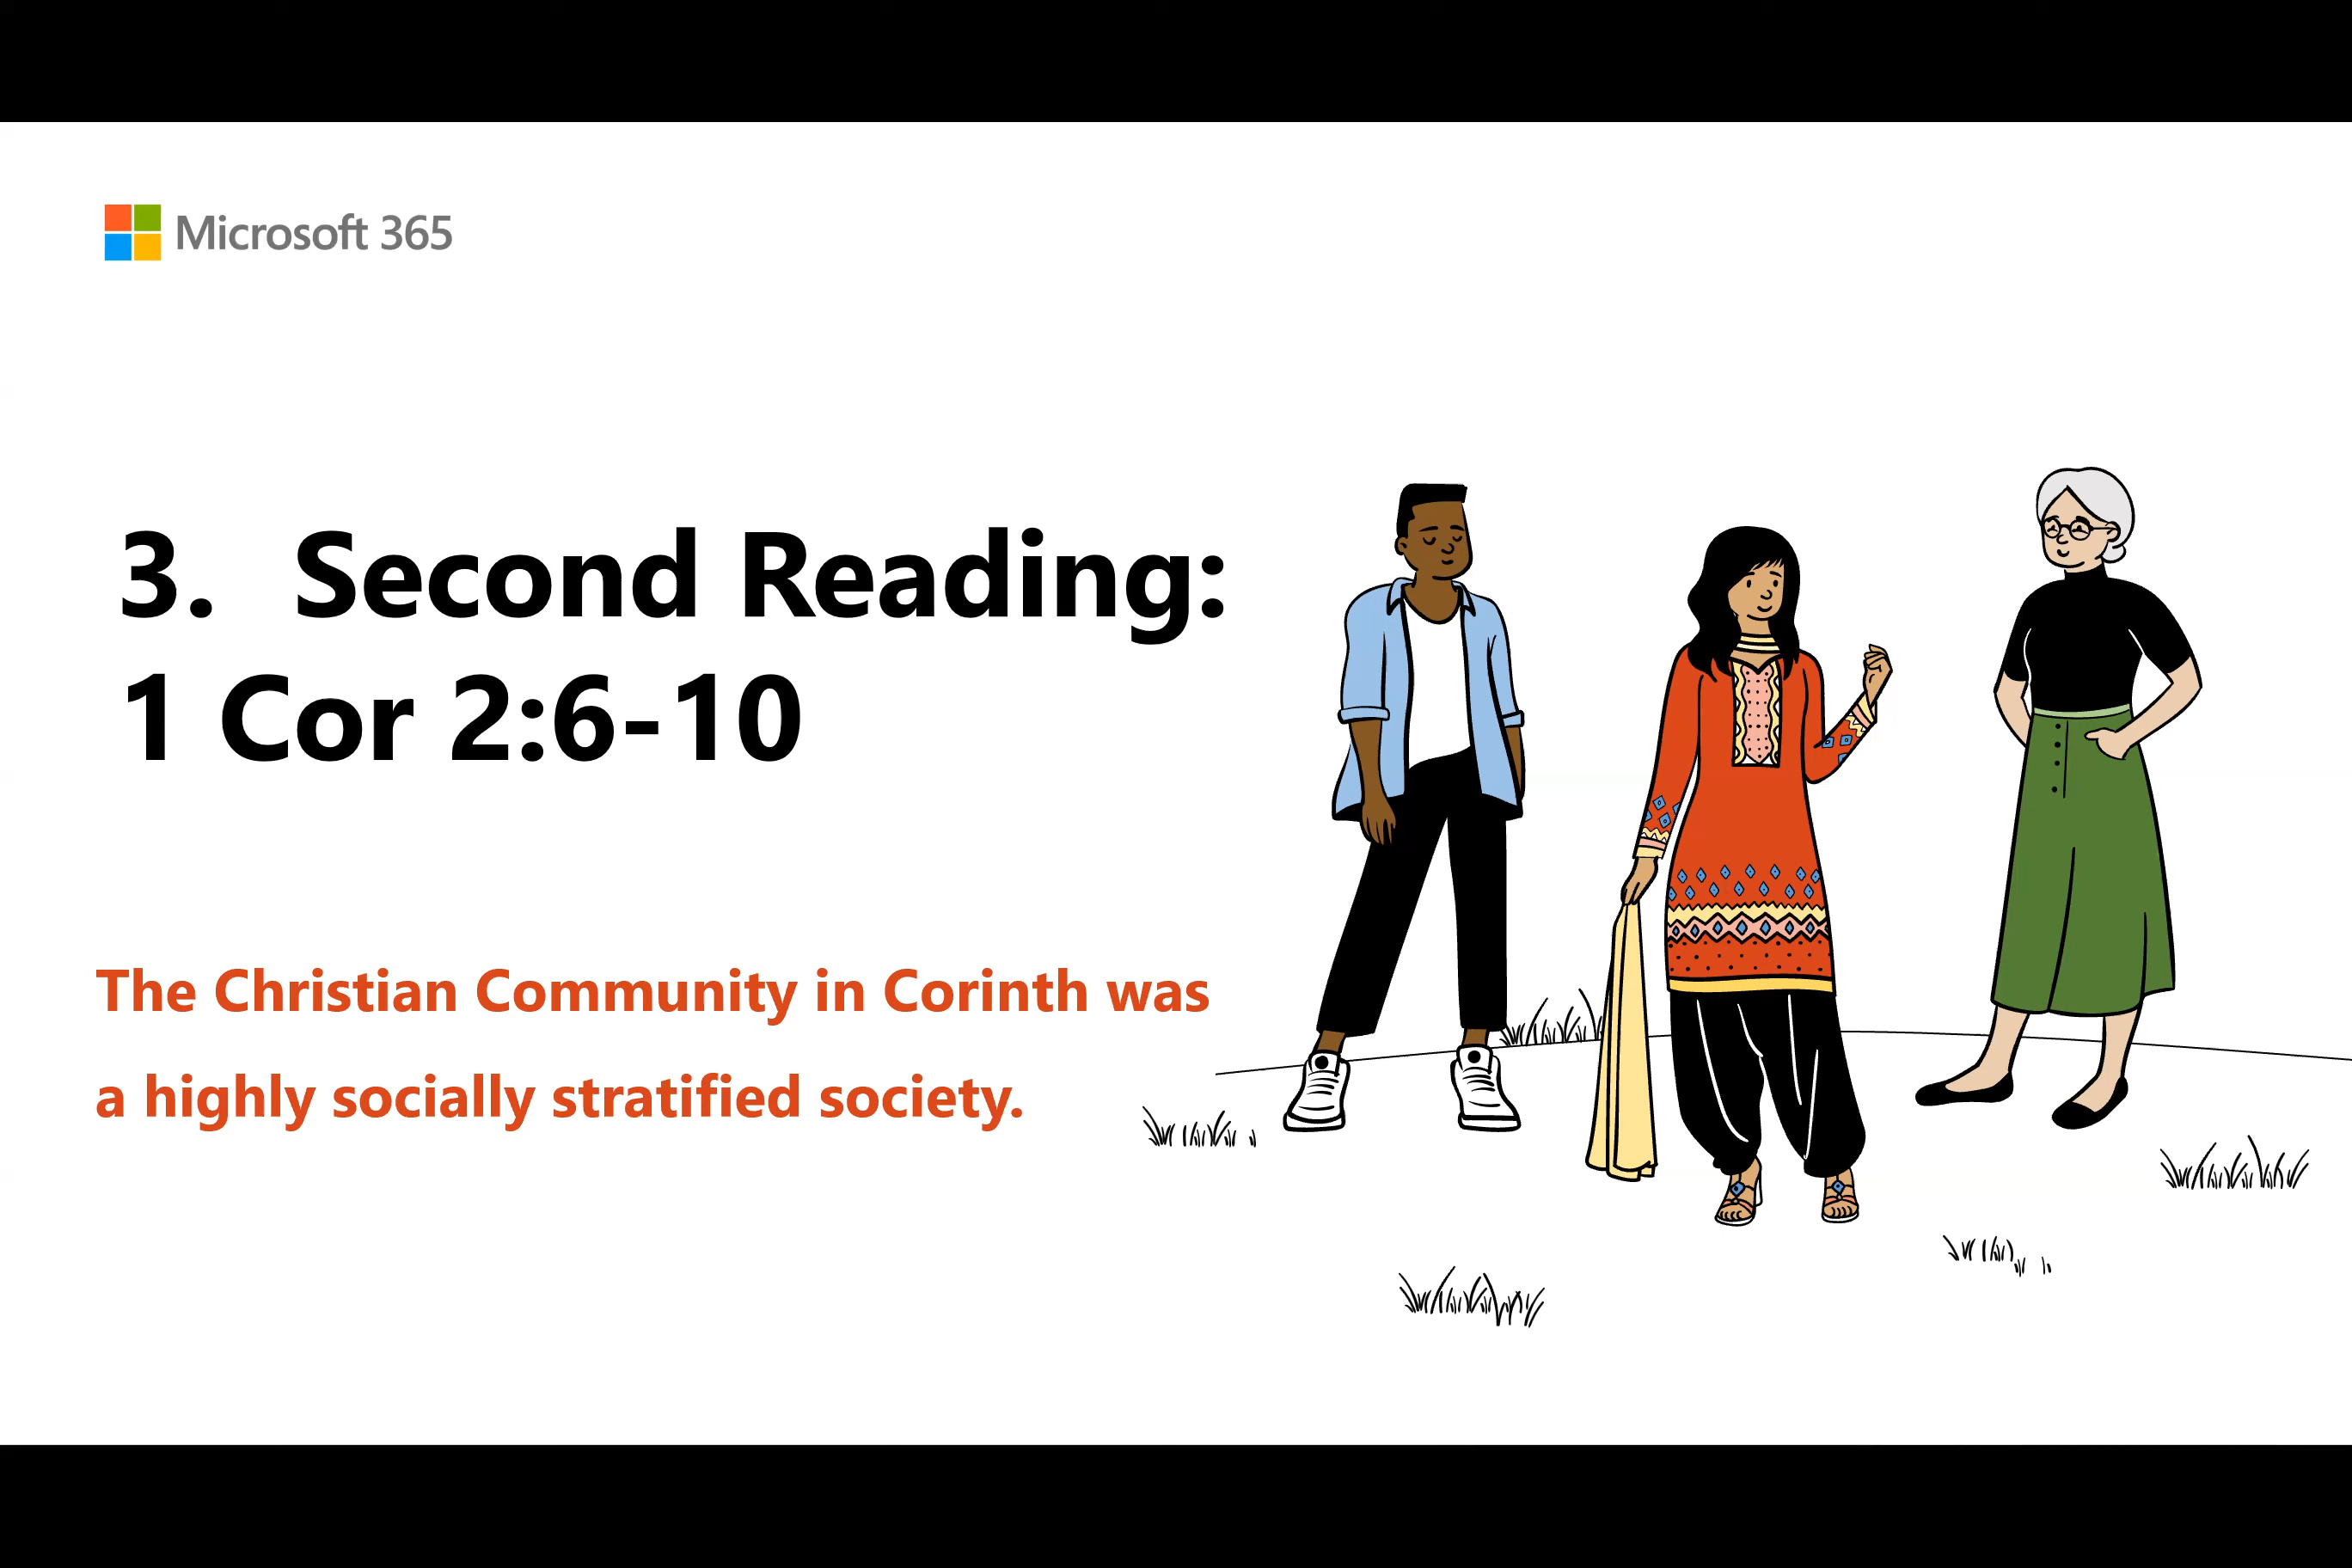 Microsoft 365
3. Second Reading:
1 Cor 2:6-10
The Christian Community in Corinth was
a highly socially stratified society.